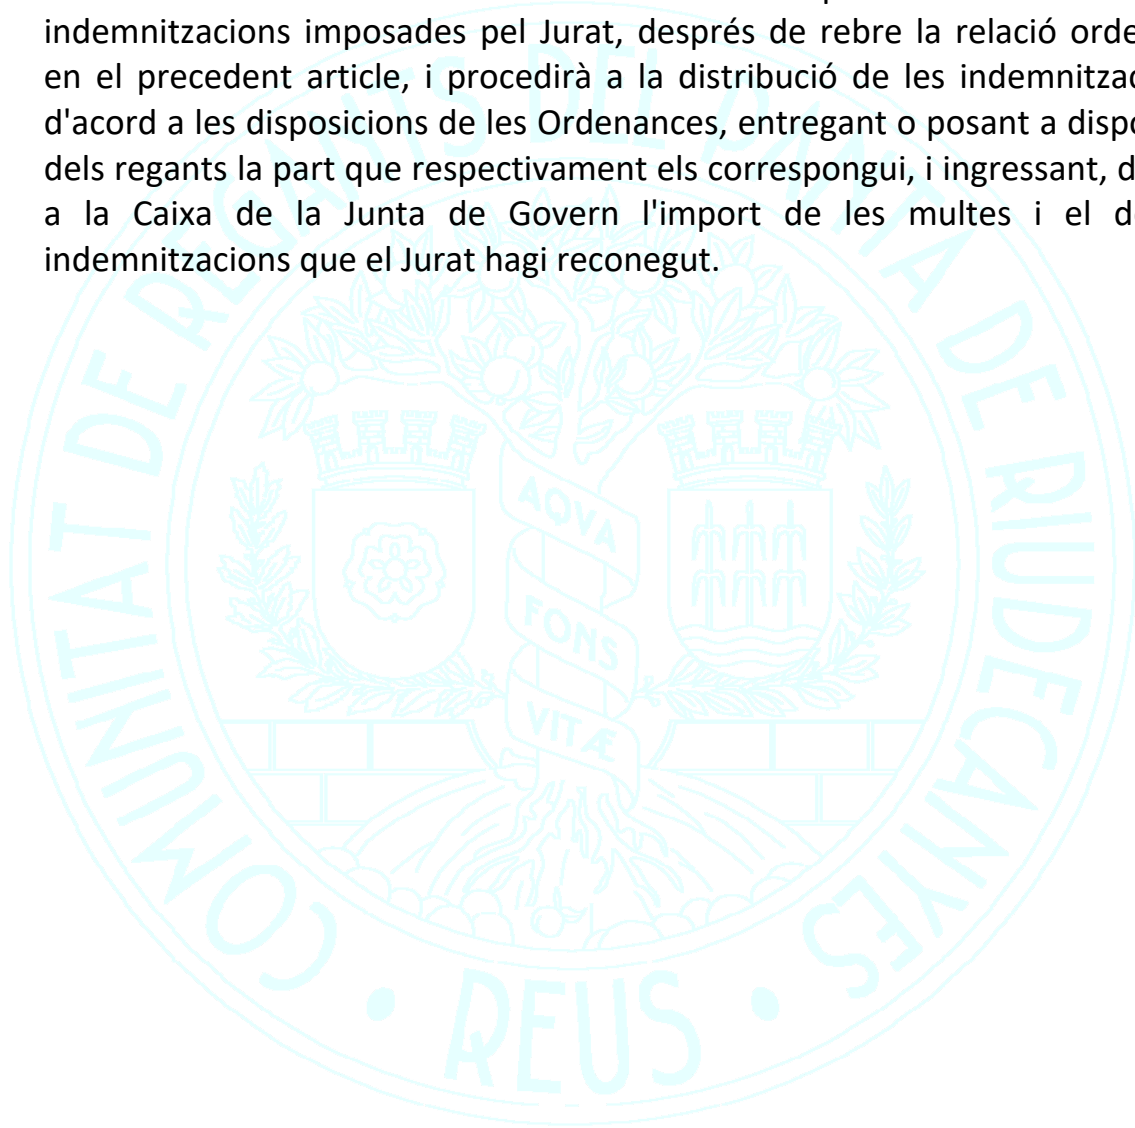 indemnitzacions imposades pel Jurat, després de rebre la relació orde
en el precedent article, i procedirà a la distribució de les indemnitzac
d'acord a les disposicions de les Ordenances, entregant o posant a dispo
dels regants la part que respectivament els correspongui, i ingressant, d
a la Caixa de la Junta de Govern l'import de les multes i el d
indemnitzacions que el Jurat hagi reconegut.
COMUNITAT DE REGANTS DEL PANTÀ DE RIUDECANYES
AQVA
FONS
VITÆ
• REUS •